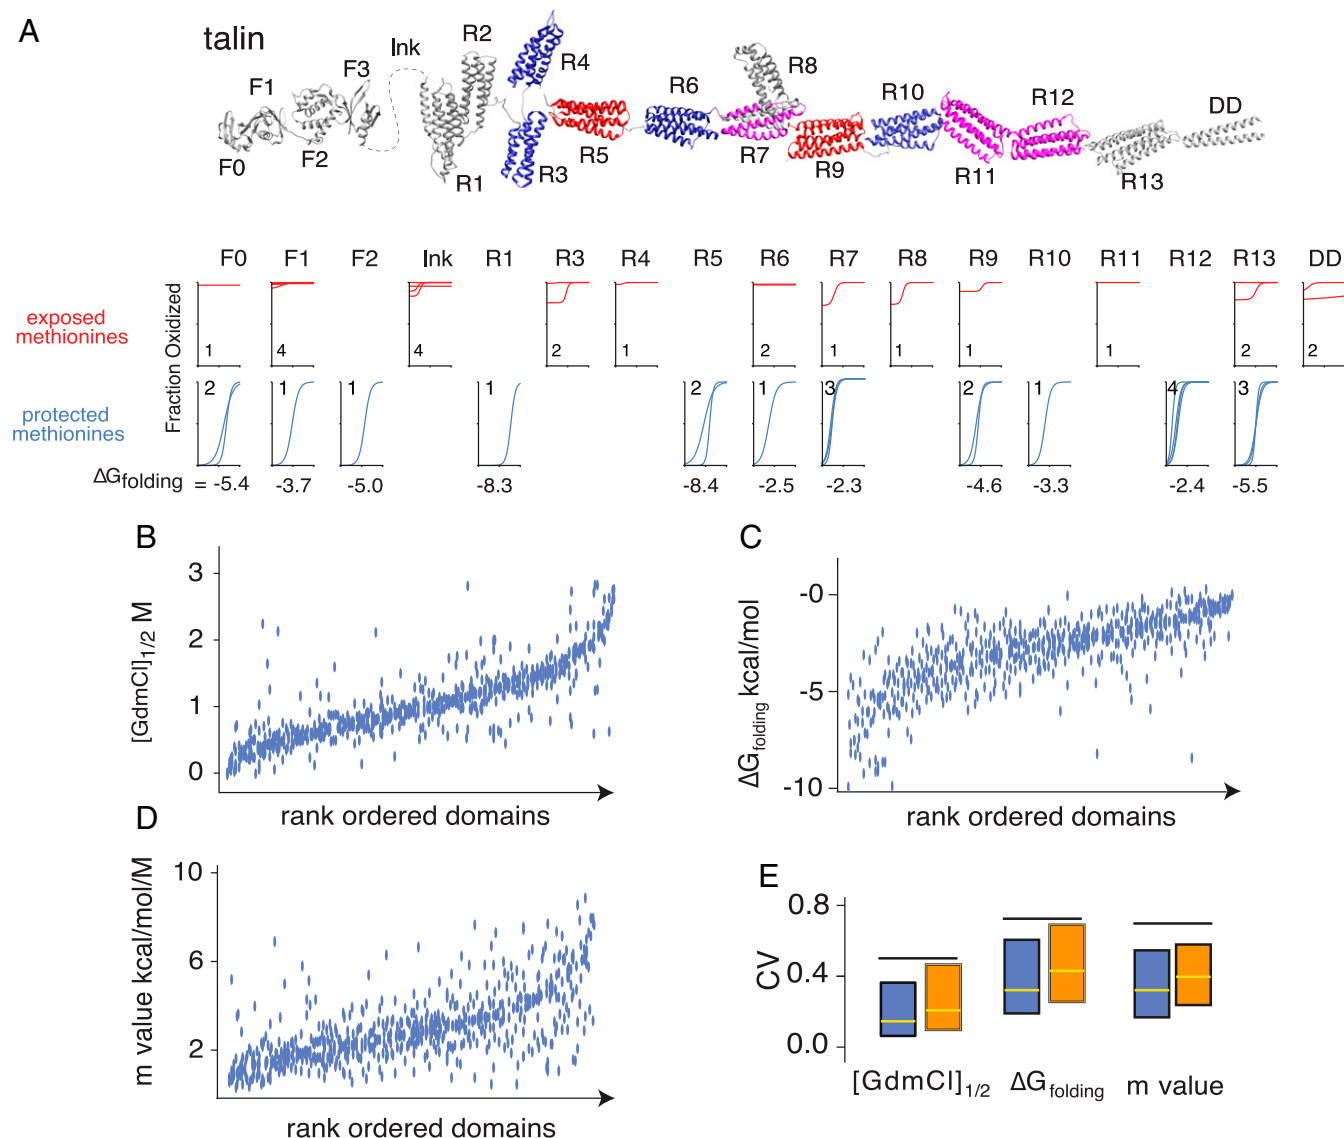 A
talin
F0 F1 F2 F3 lnk R1 R2 R3 R4 R5 R6 R7 R8 R9 R10 R11 R12 R13 DD
F0 F1 F2 lnk R1 R3 R4 R5 R6 R7 R8 R9 R10 R11 R12 R13 DD
exposed methionines
Fraction Oxidized
1 4 4 2 1 2 1 1 1 1 2 2
protected methionines
2 1 1 1 2 1 3 2 1 4 3
ΔGfolding = -5.4 -3.7 -5.0 -8.3 -8.4 -2.5 -2.3 -4.6 -3.3 -2.4 -5.5
B
[GdmCl]1/2 M
3
2
1
0
rank ordered domains
C
ΔGfolding kcal/mol
-0
-5
-10
rank ordered domains
D
m value kcal/mol/M
10
6
2
rank ordered domains
E
CV
0.8
0.4
0.0
[GdmCl]1/2 ΔGfolding m value